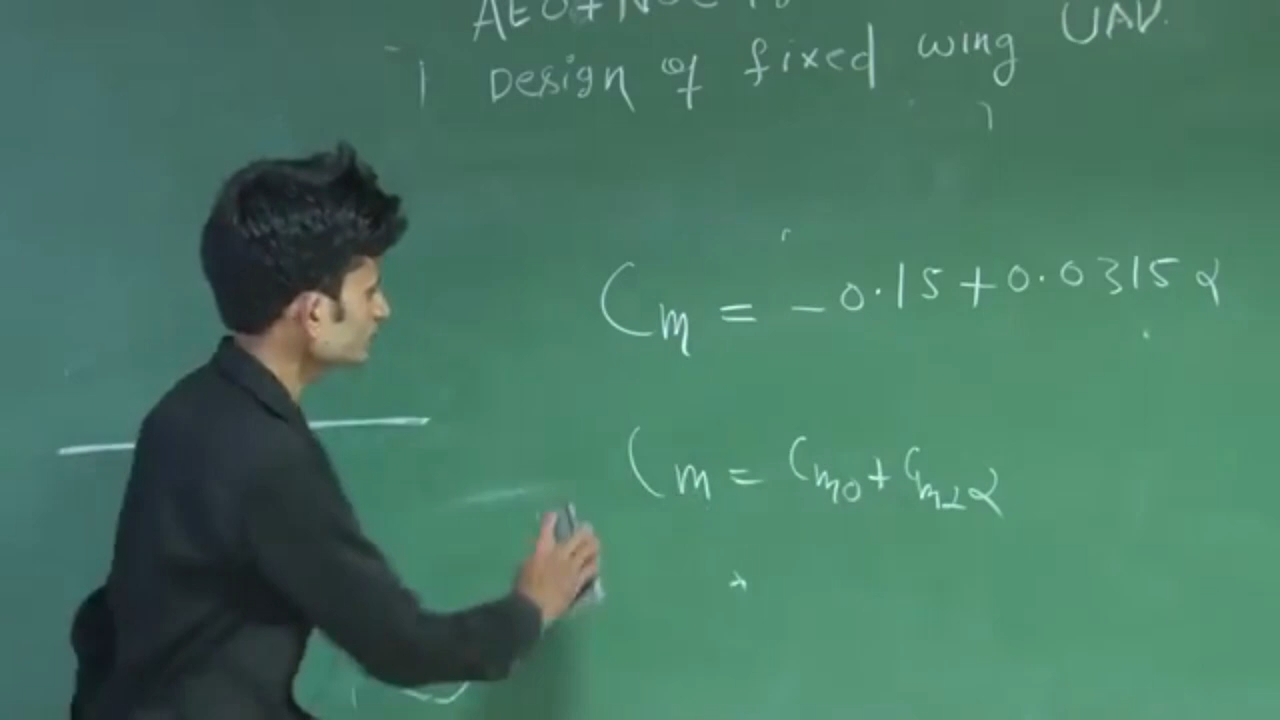 Design of fixed wing UAV.
Cm = -0.15 + 0.0315 α
Cm = Cm0 + Cmα α